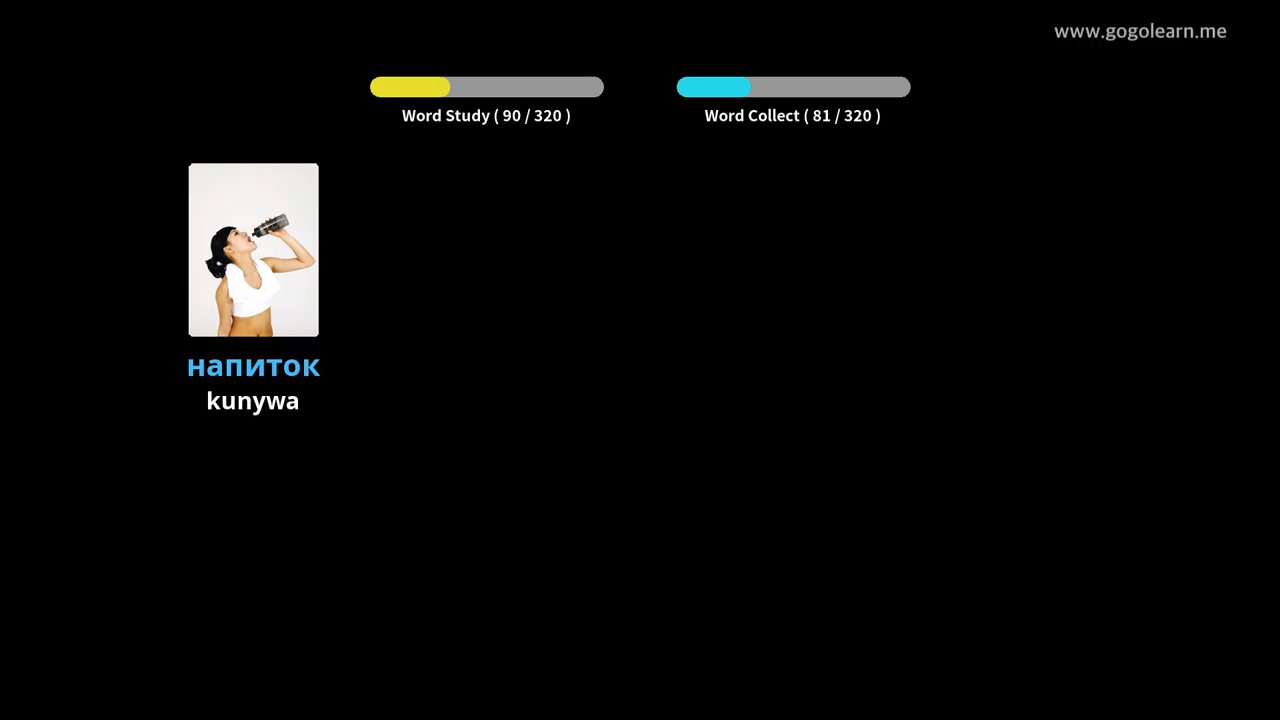 www.gogolearn.me
Word Study ( 90 / 320 )
Word Collect ( 81 / 320 )
напиток
kunywa